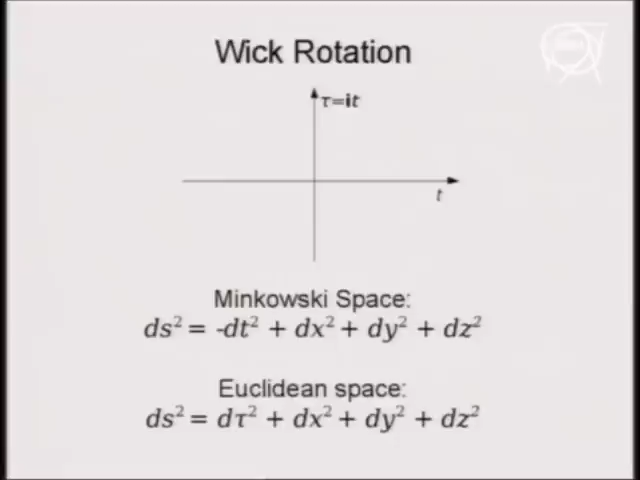 Wick Rotation
τ=it
t
Minkowski Space:
ds² = -dt² + dx² + dy² + dz²
Euclidean space:
ds² = dτ² + dx² + dy² + dz²